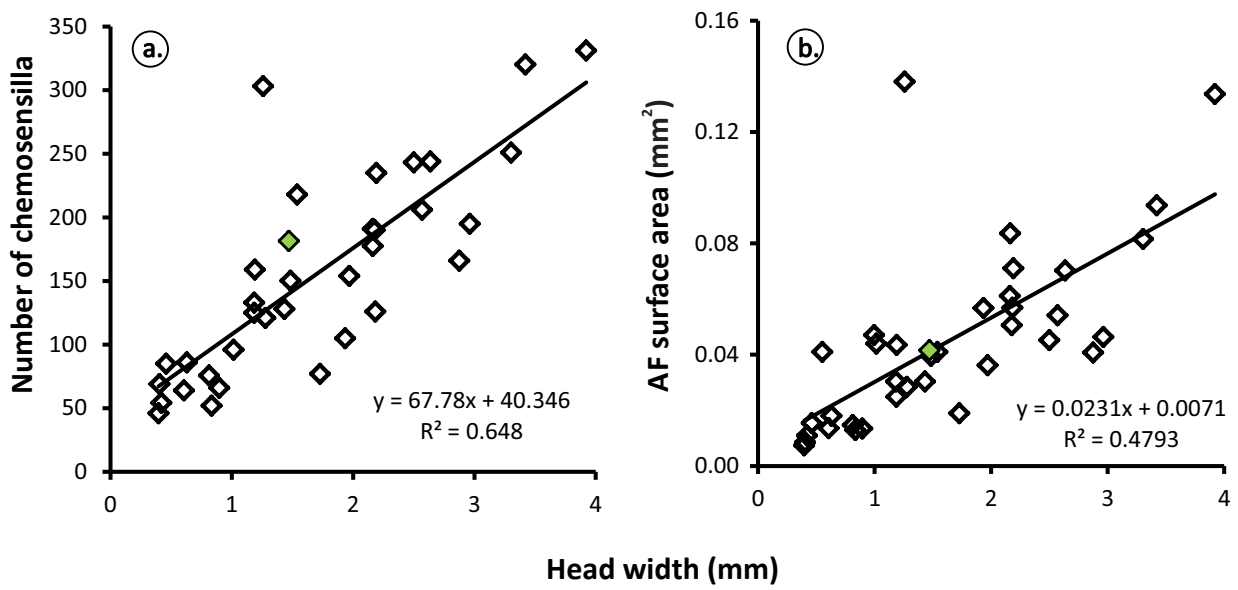 a.
Number of chemosensilla
350
300
250
200
150
100
50
0
0 1 2 3 4
y = 67.78x + 40.346
R² = 0.648
b.
AF surface area (mm²)
0.16
0.12
0.08
0.04
0.00
0 1 2 3 4
y = 0.0231x + 0.0071
R² = 0.4793
Head width (mm)